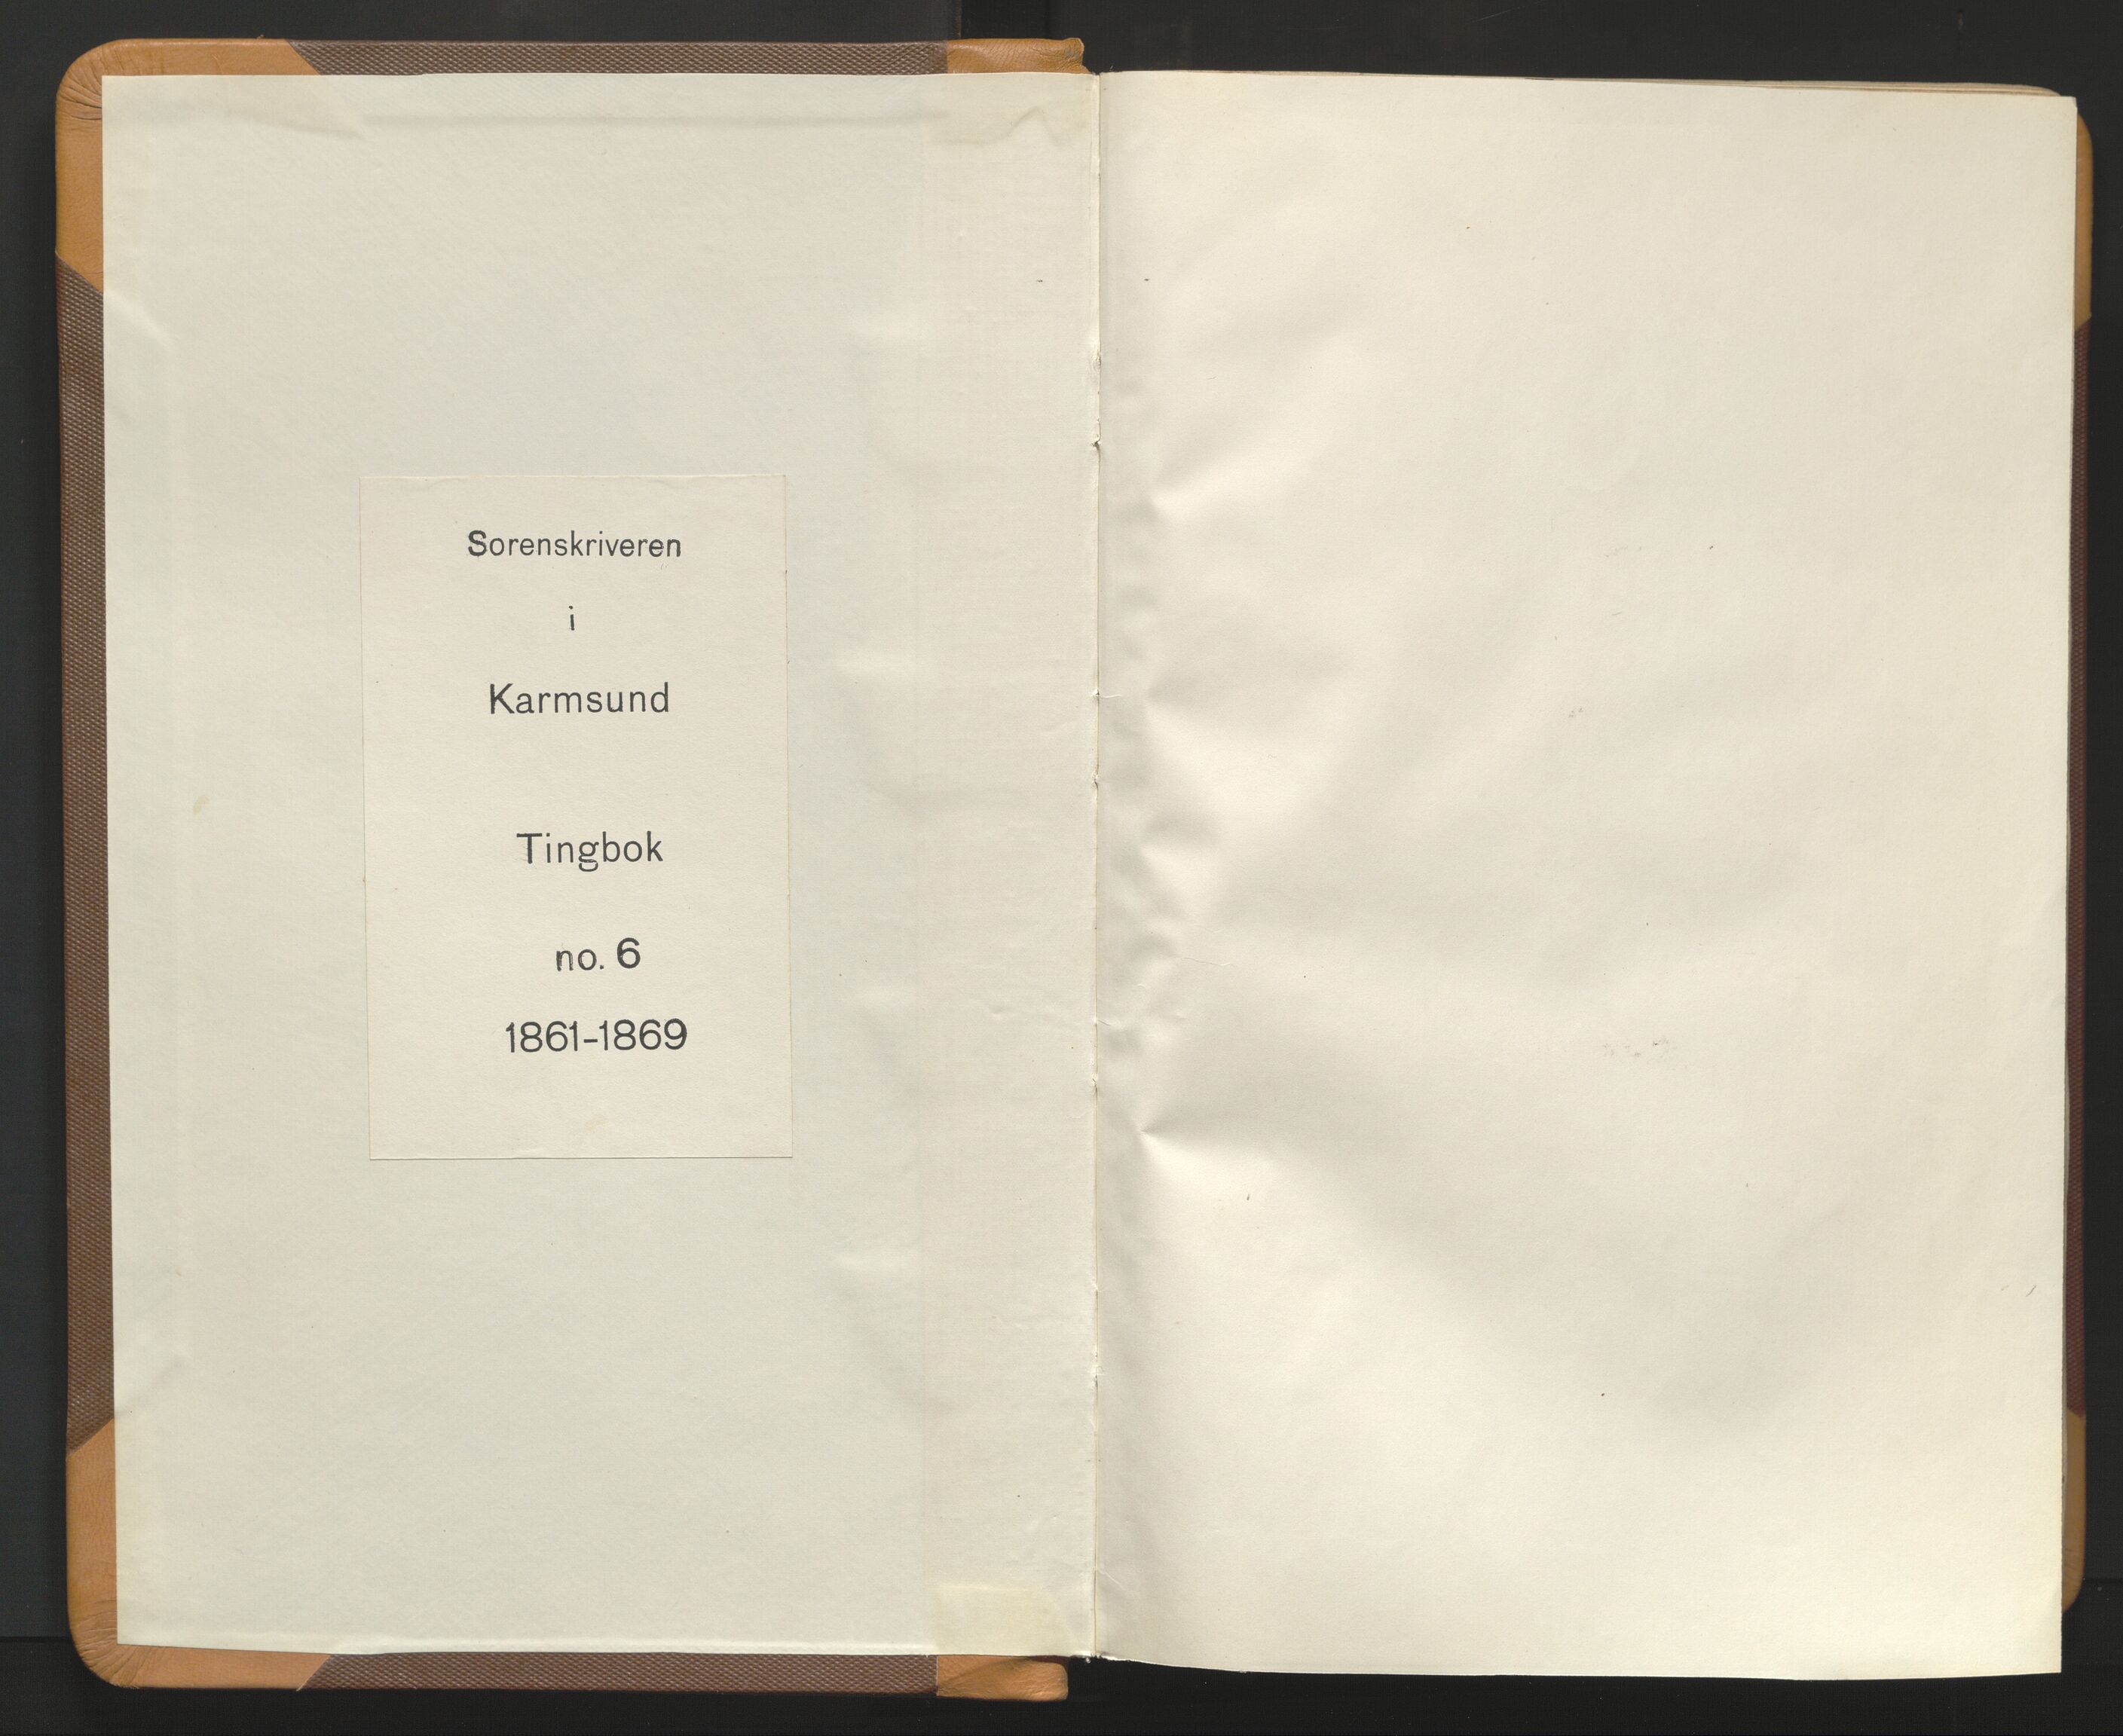 Sorenskriveren
i
Karmsund
Tingbok
no. 6
1861-1869